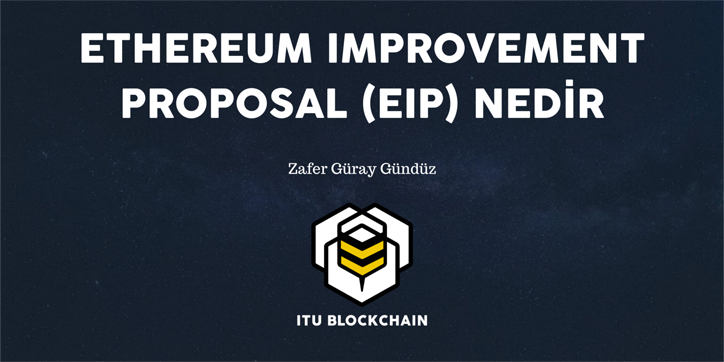 ETHEREUM IMPROVEMENT
PROPOSAL (EIP) NEDİR
Zafer Güray Gündüz
ITU BLOCKCHAIN